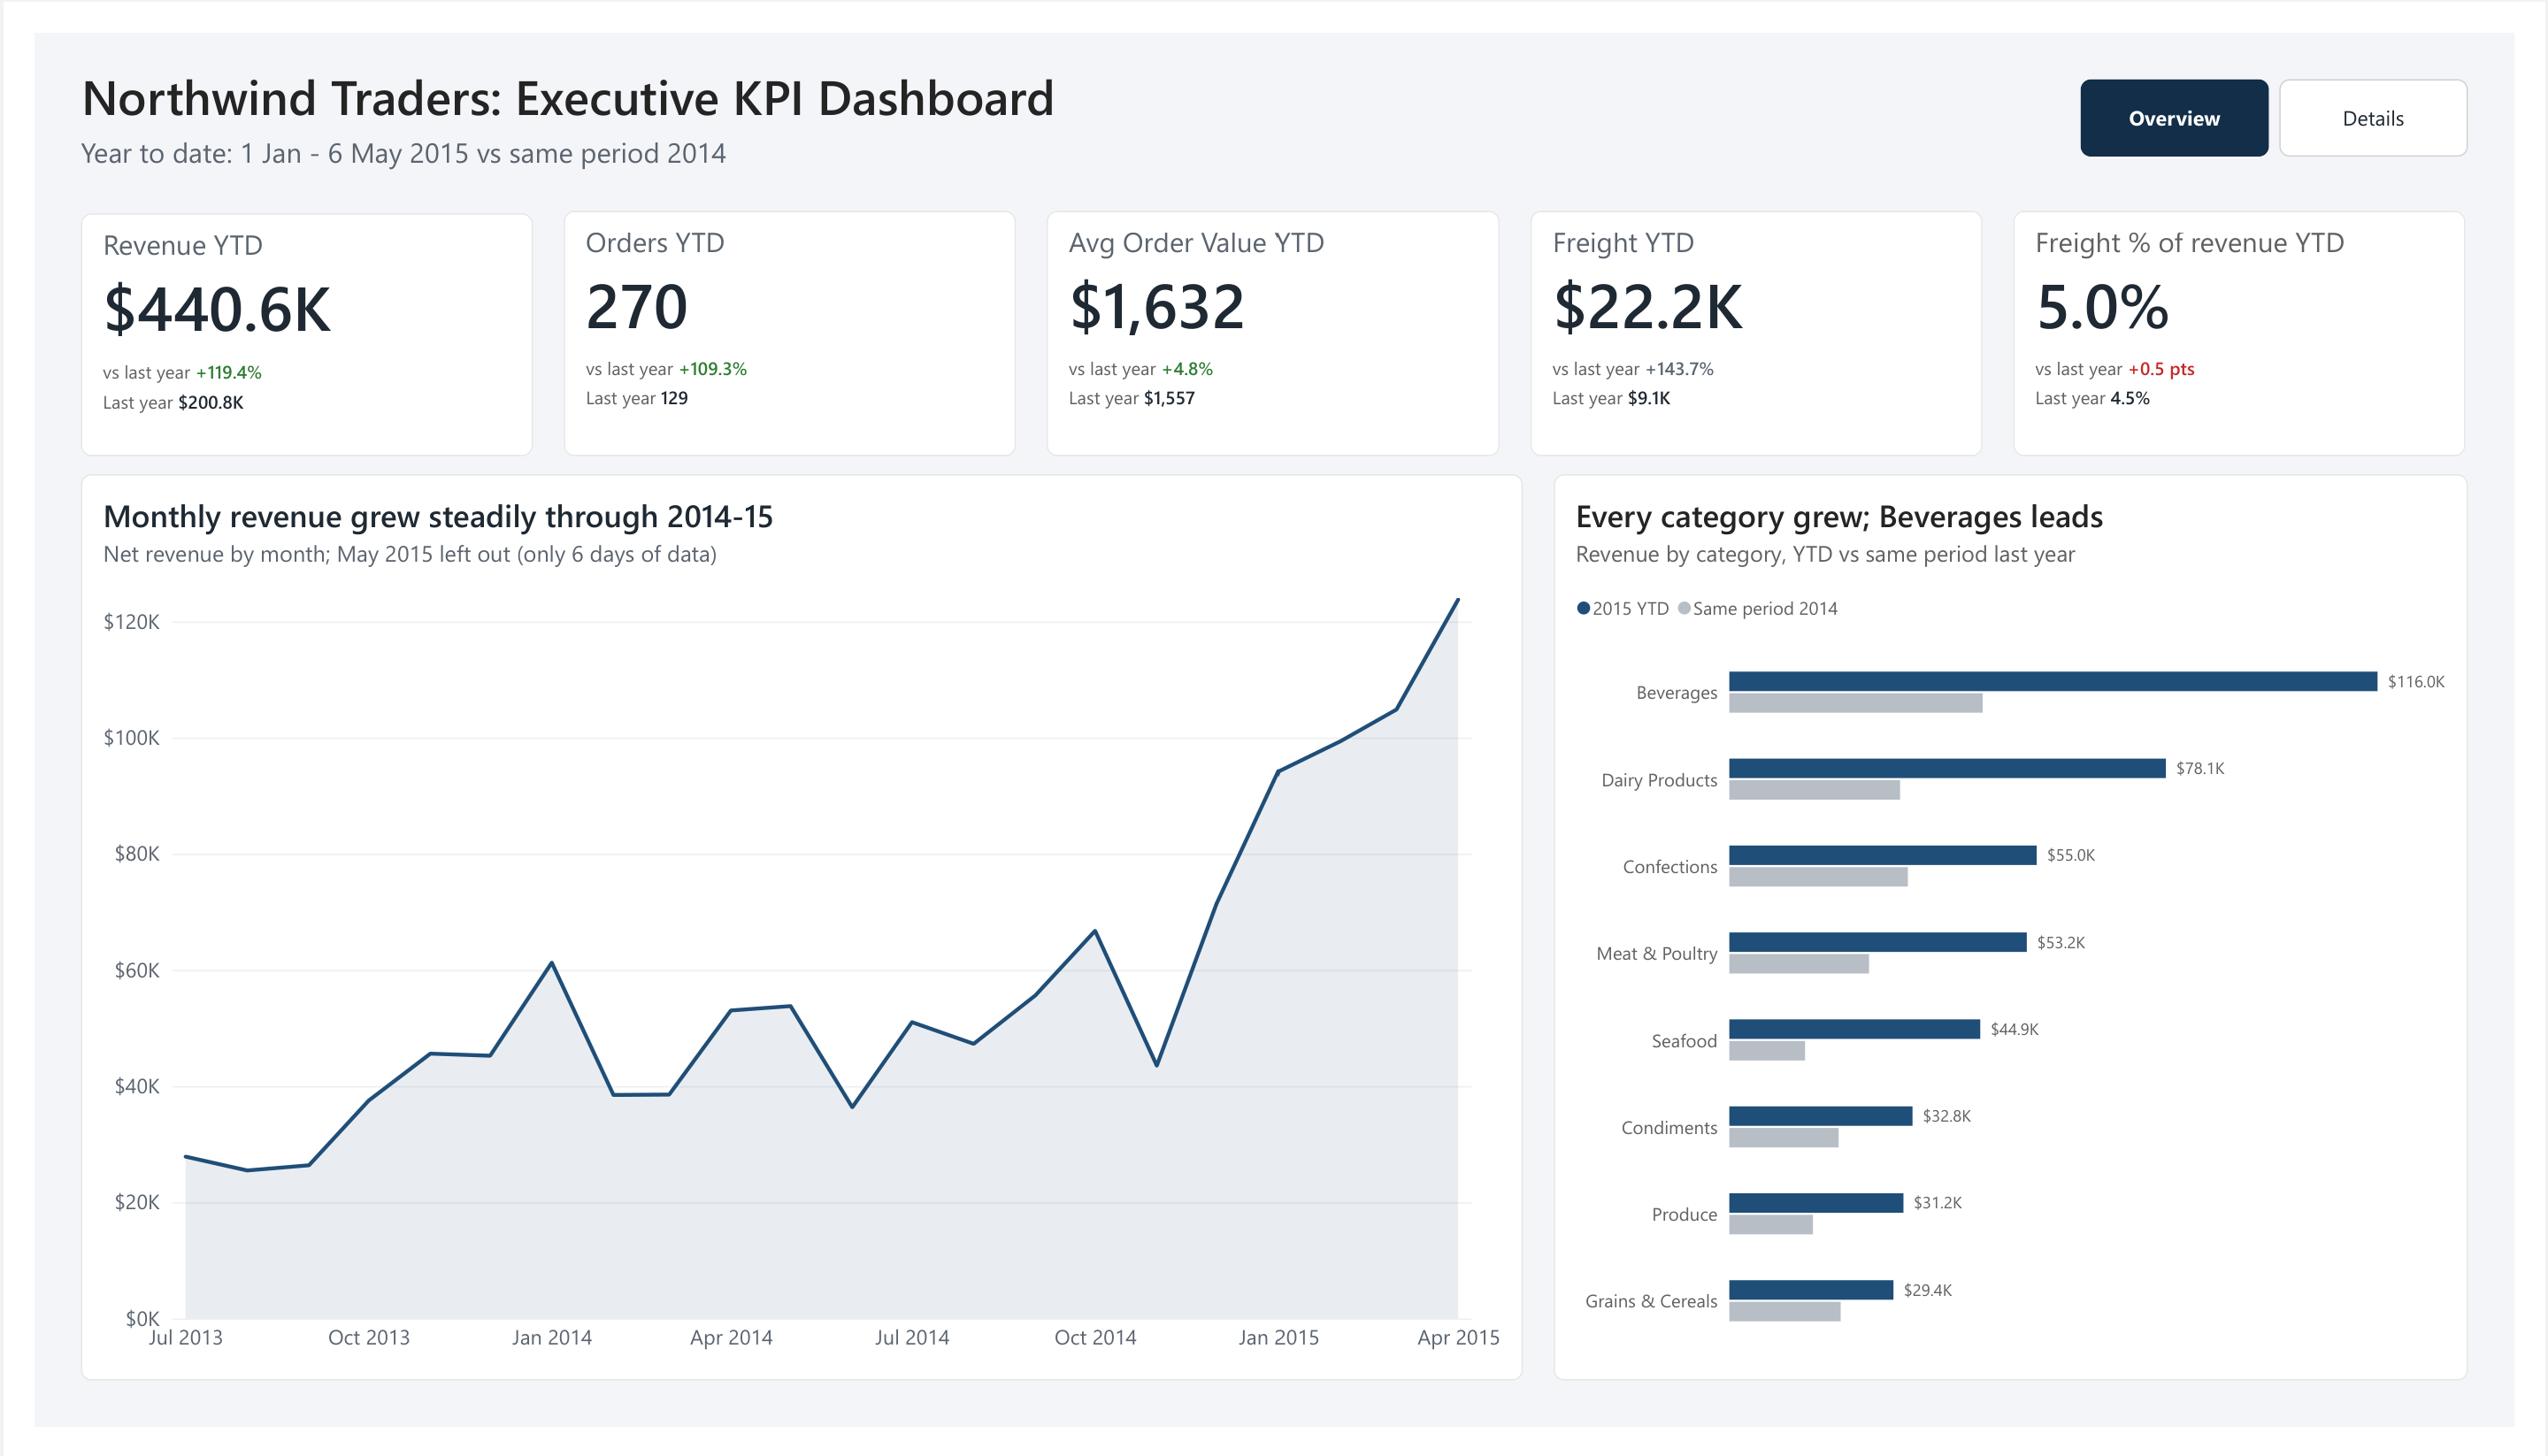 Northwind Traders: Executive KPI Dashboard
Year to date: 1 Jan - 6 May 2015 vs same period 2014
Overview
Details
Revenue YTD
$440.6K
vs last year +119.4%
Last year $200.8K
Orders YTD
270
vs last year +109.3%
Last year 129
Avg Order Value YTD
$1,632
vs last year +4.8%
Last year $1,557
Freight YTD
$22.2K
vs last year +143.7%
Last year $9.1K
Freight % of revenue YTD
5.0%
vs last year +0.5 pts
Last year 4.5%
Monthly revenue grew steadily through 2014-15
Net revenue by month; May 2015 left out (only 6 days of data)
$120K
$100K
$80K
$60K
$40K
$20K
$0K
Jul 2013 Oct 2013 Jan 2014 Apr 2014 Jul 2014 Oct 2014 Jan 2015 Apr 2015
Every category grew; Beverages leads
Revenue by category, YTD vs same period last year
2015 YTD Same period 2014
Beverages $116.0K
Dairy Products $78.1K
Confections $55.0K
Meat & Poultry $53.2K
Seafood $44.9K
Condiments $32.8K
Produce $31.2K
Grains & Cereals $29.4K